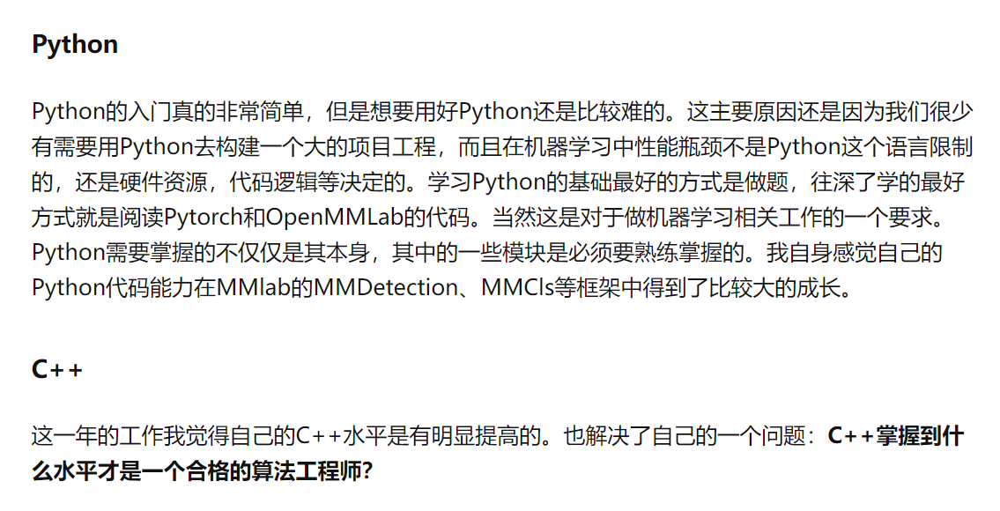 Python
Python的入门真的非常简单，但是想要用好Python还是比较难的。这主要原因还是因为我们很少
有需要用Python去构建一个大的项目工程，而且在机器学习中性能瓶颈不是Python这个语言限制
的，还是硬件资源，代码逻辑等决定的。学习Python的基础最好的方式是做题，往深了学的最好
方式就是阅读Pytorch和OpenMMLab的代码。当然这是对于做机器学习相关工作的一个要求。
Python需要掌握的不仅仅是其本身，其中的一些模块是必须要熟练掌握的。我自身感觉自己的
Python代码能力在MMlab的MMDetection、MMCls等框架中得到了比较大的成长。
C++
这一年的工作我觉得自己的C++水平是有明显提高的。也解决了自己的一个问题：C++掌握到什
么水平才是一个合格的算法工程师？